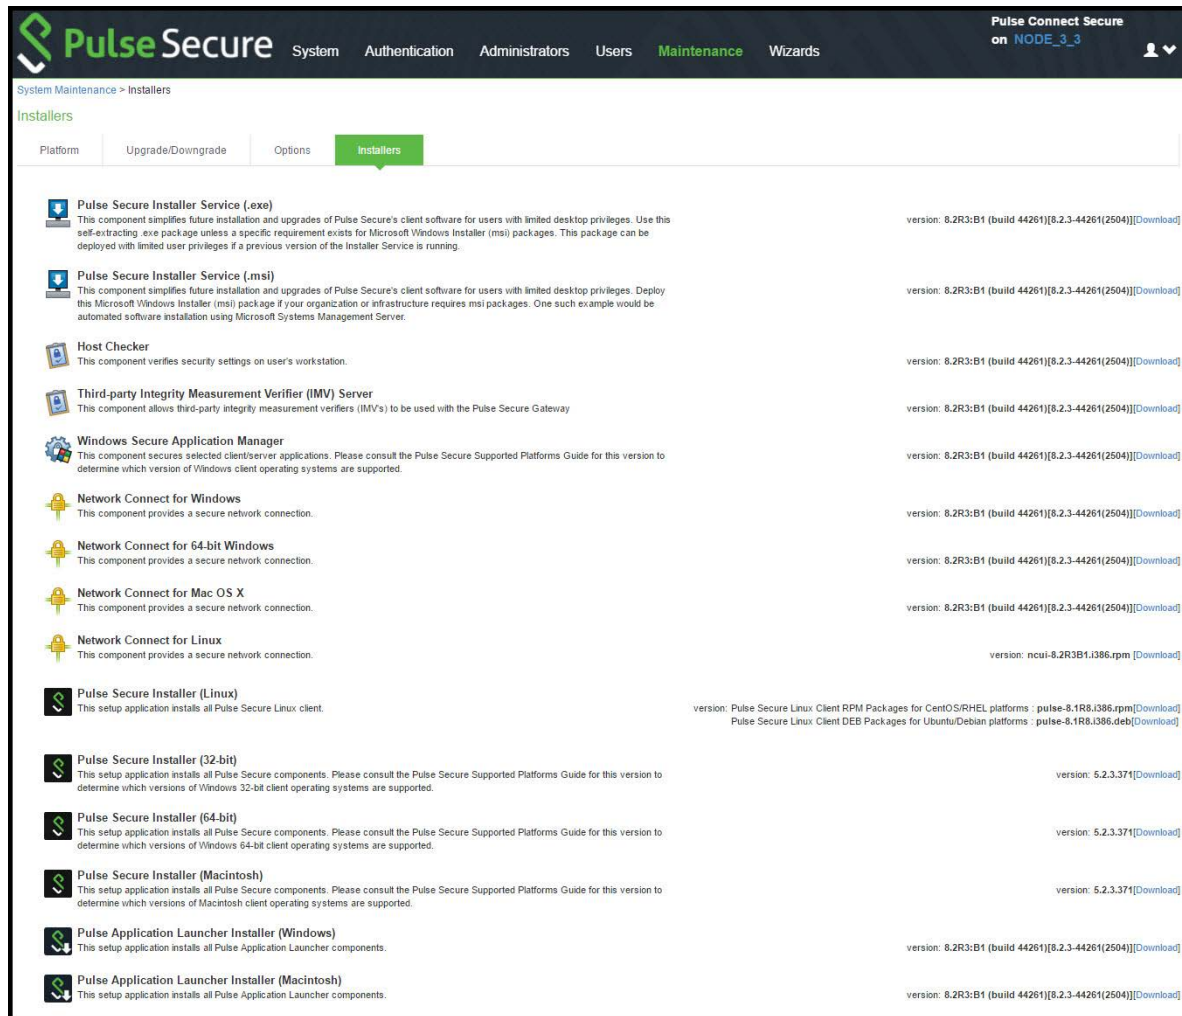 Pulse Secure
System Authentication Administrators Users Maintenance Wizards
Pulse Connect Secure
on NODE_3_3
System Maintenance > Installers
Installers
Platform Upgrade/Downgrade Options Installers
Pulse Secure Installer Service (.exe)
This component simplifies future installation and upgrades of Pulse Secure's client software for users with limited desktop privileges. Use this
self-extracting .exe package unless a specific requirement exists for Microsoft Windows Installer (msi) packages. This package can be
deployed with limited user privileges if a previous version of the Installer Service is running.
version: 8.2R3:B1 (build 44261)[8.2.3-44261(2504)][Download]
Pulse Secure Installer Service (.msi)
This component simplifies future installation and upgrades of Pulse Secure's client software for users with limited desktop privileges. Deploy
this Microsoft Windows Installer (msi) package if your organization or infrastructure requires msi packages. One such example would be
automated software installation using Microsoft Systems Management Server.
version: 8.2R3:B1 (build 44261)[8.2.3-44261(2504)][Download]
Host Checker
This component verifies security settings on user's workstation.
version: 8.2R3:B1 (build 44261)[8.2.3-44261(2504)][Download]
Third-party Integrity Measurement Verifier (IMV) Server
This component allows third-party integrity measurement verifiers (IMV's) to be used with the Pulse Secure Gateway
version: 8.2R3:B1 (build 44261)[8.2.3-44261(2504)][Download]
Windows Secure Application Manager
This component secures selected client/server applications. Please consult the Pulse Secure Supported Platforms Guide for this version to
determine which version of Windows client operating systems are supported.
version: 8.2R3:B1 (build 44261)[8.2.3-44261(2504)][Download]
Network Connect for Windows
This component provides a secure network connection.
version: 8.2R3:B1 (build 44261)[8.2.3-44261(2504)][Download]
Network Connect for 64-bit Windows
This component provides a secure network connection.
version: 8.2R3:B1 (build 44261)[8.2.3-44261(2504)][Download]
Network Connect for Mac OS X
This component provides a secure network connection.
version: 8.2R3:B1 (build 44261)[8.2.3-44261(2504)][Download]
Network Connect for Linux
This component provides a secure network connection.
version: ncui-8.2R3B1.i386.rpm [Download]
Pulse Secure Installer (Linux)
This setup application installs all Pulse Secure Linux client.
version: Pulse Secure Linux Client RPM Packages for CentOS/RHEL platforms : pulse-8.1R8.i386.rpm[Download]
Pulse Secure Linux Client DEB Packages for Ubuntu/Debian platforms : pulse-8.1R8.i386.deb[Download]
Pulse Secure Installer (32-bit)
This setup application installs all Pulse Secure components. Please consult the Pulse Secure Supported Platforms Guide for this version to
determine which versions of Windows 32-bit client operating systems are supported.
version: 5.2.3.371[Download]
Pulse Secure Installer (64-bit)
This setup application installs all Pulse Secure components. Please consult the Pulse Secure Supported Platforms Guide for this version to
determine which versions of Windows 64-bit client operating systems are supported.
version: 5.2.3.371[Download]
Pulse Secure Installer (Macintosh)
This setup application installs all Pulse Secure components. Please consult the Pulse Secure Supported Platforms Guide for this version to
determine which versions of Macintosh client operating systems are supported.
version: 5.2.3.371[Download]
Pulse Application Launcher Installer (Windows)
This setup application installs all Pulse Application Launcher components.
version: 8.2R3:B1 (build 44261)[8.2.3-44261(2504)][Download]
Pulse Application Launcher Installer (Macintosh)
This setup application installs all Pulse Application Launcher components.
version: 8.2R3:B1 (build 44261)[8.2.3-44261(2504)][Download]